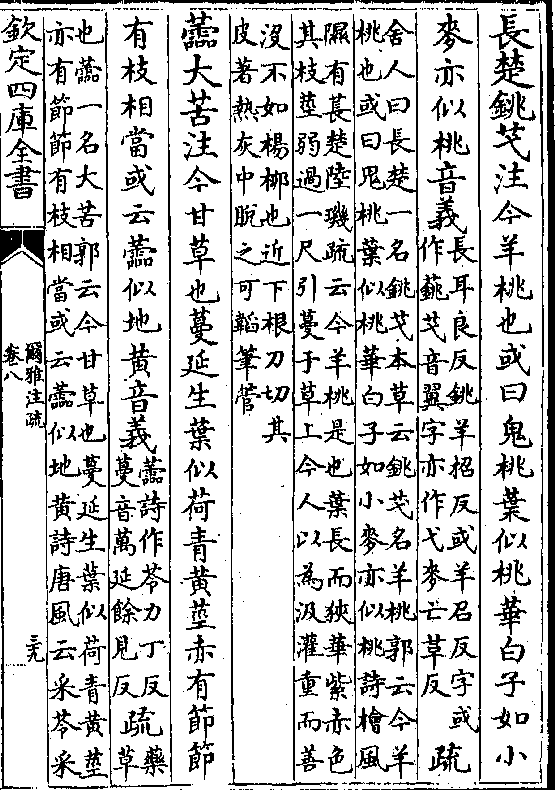 長楚銚芅注今羊桃也或曰鬼桃葉似桃華白子如小
麥亦似桃音義
長耳良反銚羊招反或羊召反字或
作䔐芅音翼字亦作弋麥亡草反
疏
舍人曰長楚一名銚芅本草云銚芅名羊桃郭云今羊
桃也或曰鬼桃葉似桃華白子如小麥亦似桃詩檜風
隰有萇楚陸璣疏云今羊桃是也葉長而狹華紫赤色
其枝莖弱過一尺引蔓于草上今人以為汲灌重而善
沒不如楊柳也近下根刀切其
皮著熱灰中脫之可韜筆管
蘦大苦注今甘草也蔓延生葉似荷青黃莖赤有節節
有枝相當或云蘦似地黃音義
蘦詩作苓力丁反
蔓音萬延餘見反
疏
藥
草
也蘦一名大苦郭云今甘草也蔓延生葉似荷青黃莖
亦有節節有枝相當或云蘦似地黃詩唐風云采苓采
欽定四庫全書
爾雅注疏
卷八
三九